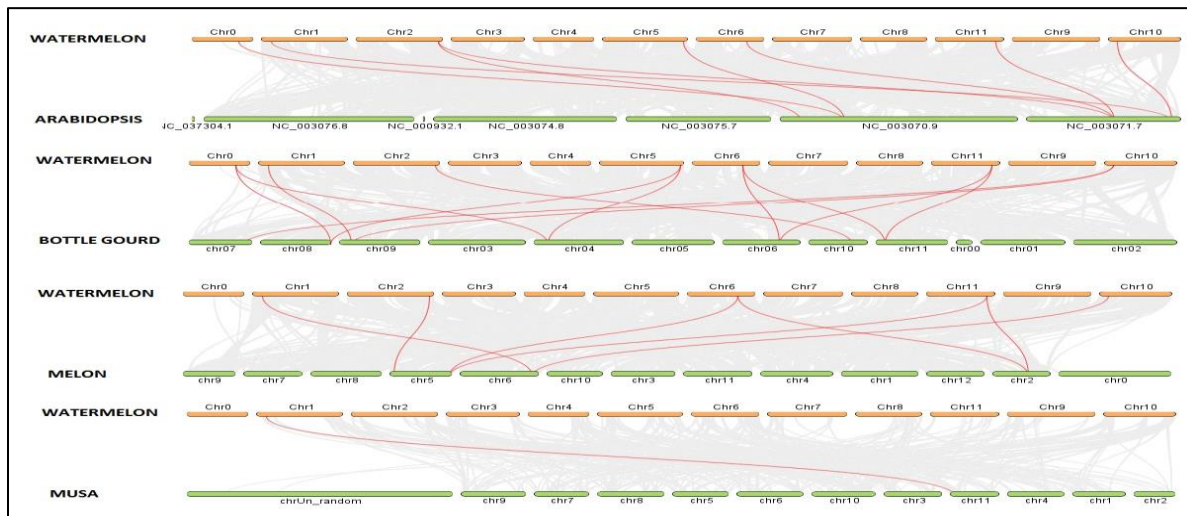 Chr0 Chr1 Chr2 Chr3 Chr4 Chr5 Chr6 Chr7 Chr8 Chr11 Chr9 Chr10
WATERMELON
ARABIDOPSIS
NC_037304.1 NC_003076.8 NC_000932.1 NC_003074.8 NC_003075.7 NC_003070.9 NC_003071.7
WATERMELON
Chr0 Chr1 Chr2 Chr3 Chr4 Chr5 Chr6 Chr7 Chr8 Chr11 Chr9 Chr10
BOTTLE GOURD
chr07 chr08 chr09 chr03 chr04 chr05 chr06 chr10 chr11 chr00 chr01 chr02
Chr0 Chr1 Chr2 Chr3 Chr4 Chr5 Chr6 Chr7 Chr8 Chr11 Chr9 Chr10
WATERMELON
MELON
chr9 chr7 chr8 chr5 chr6 chr10 chr3 chr11 chr4 chr1 chr12 chr2 chr0
WATERMELON
Chr0 Chr1 Chr2 Chr3 Chr4 Chr5 Chr6 Chr7 Chr8 Chr11 Chr9 Chr10
MUSA
chrUn_random chr9 chr7 chr8 chr5 chr6 chr10 chr3 chr11 chr4 chr1 chr2